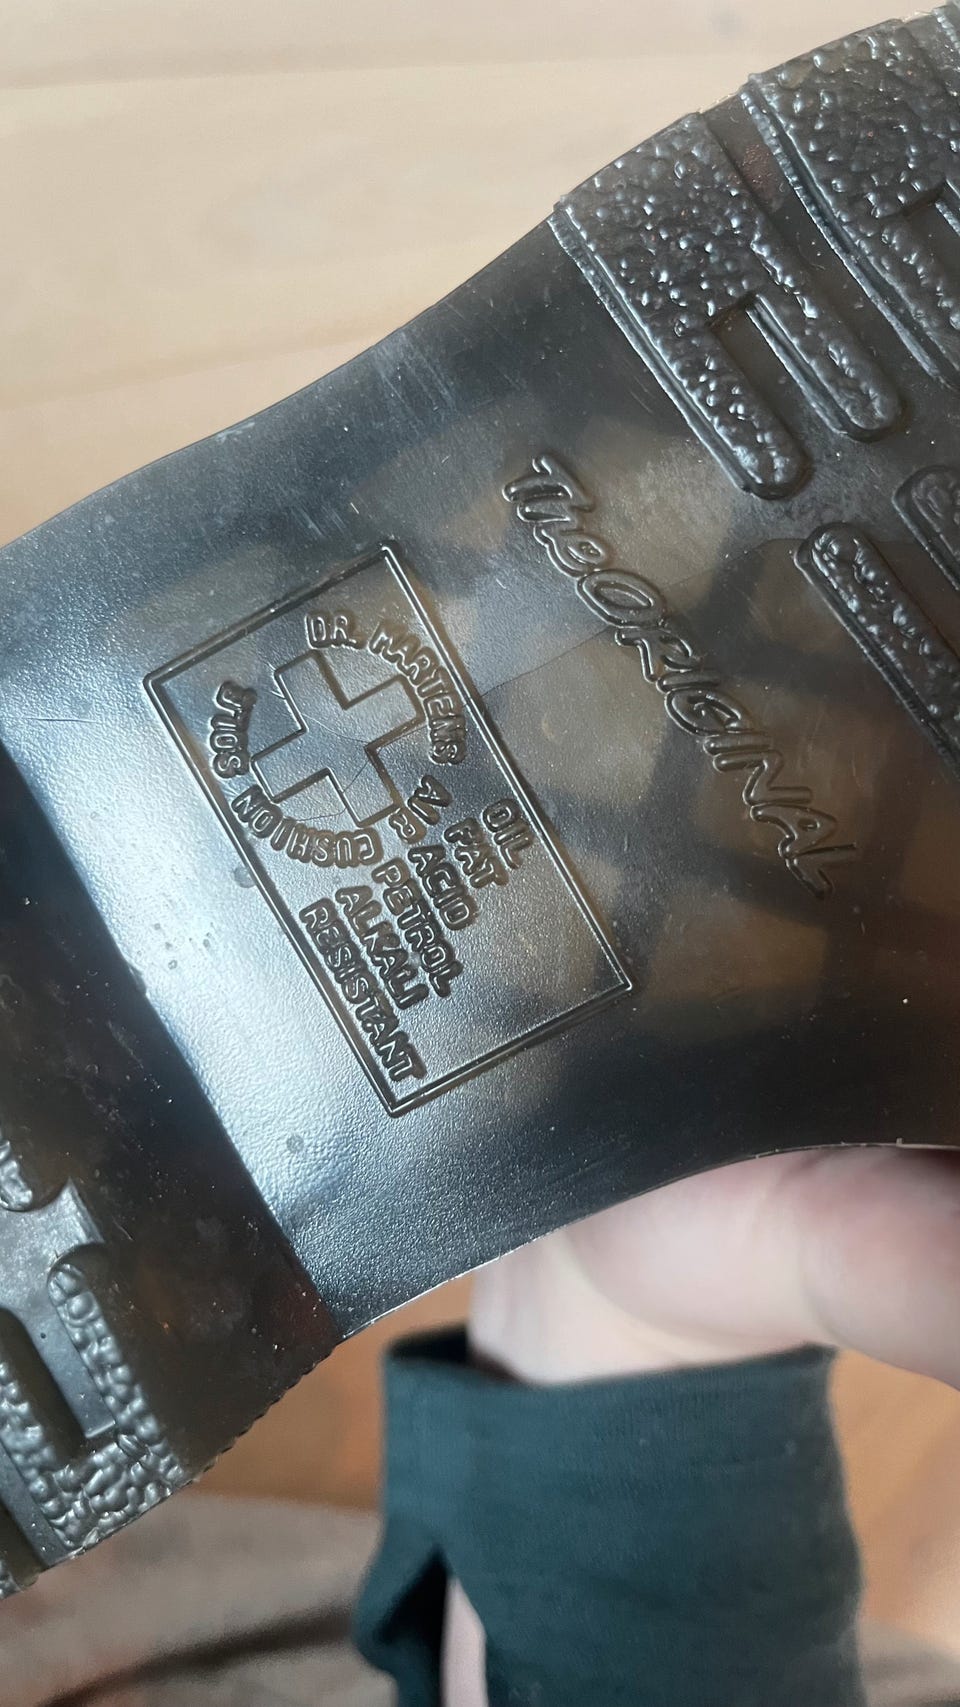 The ORIGINAL
DR. MARTENS
AIR
CUSHION SOLE
OIL
FAT
ACID
PETROL
ALKALI
RESISTANT